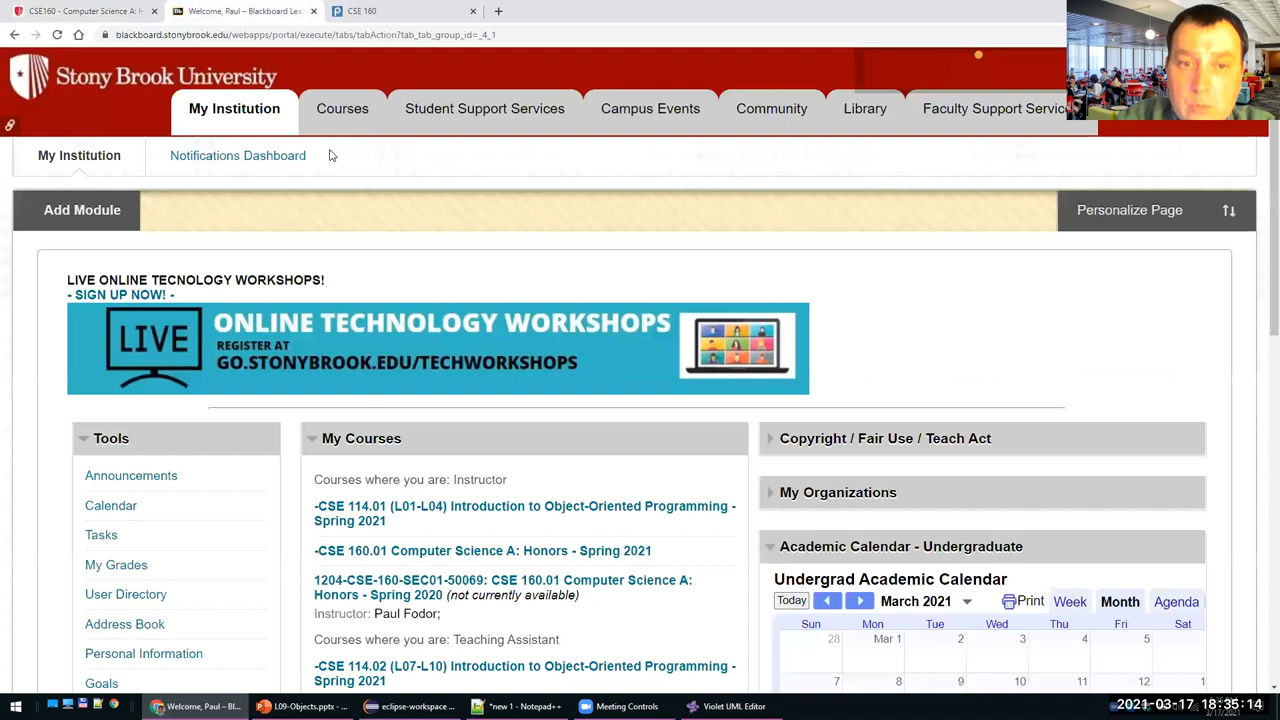 CSE160 - Computer Science A: H
Welcome, Paul – Blackboard Lea
CSE 160
blackboard.stonybrook.edu/webapps/portal/execute/tabs/tabAction?tab_tab_group_id=_4_1
Stony Brook University
My Institution
Courses
Student Support Services
Campus Events
Community
Library
Faculty Support Servic
My Institution
Notifications Dashboard
Add Module
Personalize Page
LIVE ONLINE TECNOLOGY WORKSHOPS!
- SIGN UP NOW! -
LIVE
ONLINE TECHNOLOGY WORKSHOPS
REGISTER AT
GO.STONYBROOK.EDU/TECHWORKSHOPS
Tools
Announcements
Calendar
Tasks
My Grades
User Directory
Address Book
Personal Information
Goals
My Courses
Courses where you are: Instructor
-CSE 114.01 (L01-L04) Introduction to Object-Oriented Programming -
Spring 2021
-CSE 160.01 Computer Science A: Honors - Spring 2021
1204-CSE-160-SEC01-50069: CSE 160.01 Computer Science A:
Honors - Spring 2020 (not currently available)
Instructor: Paul Fodor;
Courses where you are: Teaching Assistant
-CSE 114.02 (L07-L10) Introduction to Object-Oriented Programming -
Spring 2021
Copyright / Fair Use / Teach Act
My Organizations
Academic Calendar - Undergraduate
Undergrad Academic Calendar
Today March 2021 Print Week Month Agenda
Sun Mon Tue Wed Thu Fri Sat
28 Mar 1 2 3 4 5 6
7 8 9 10 11 12 13
Welcome, Paul – Bl...
L09-Objects.pptx - ...
eclipse-workspace ...
*new 1 - Notepad++
Meeting Controls
Violet UML Editor
2021-03-17 18:35:14